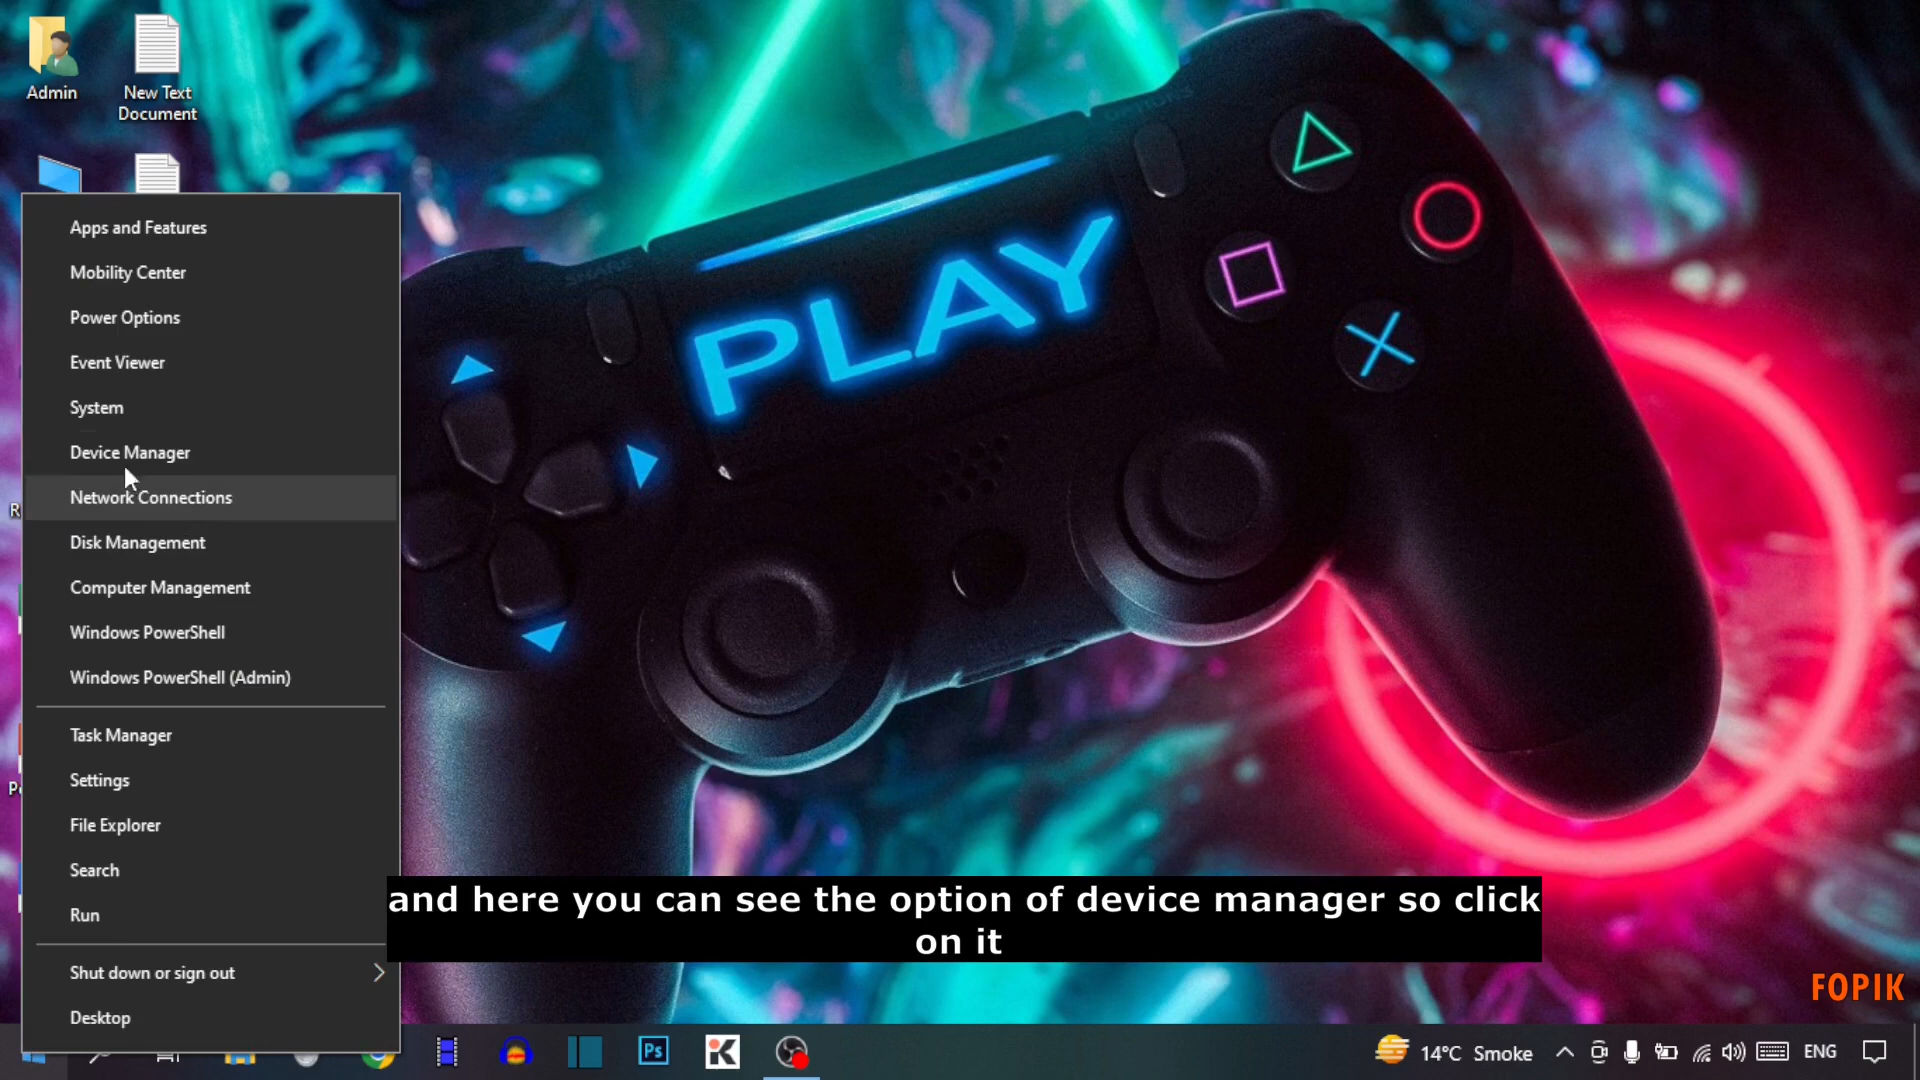 Admin
New Text
Document
Apps and Features
Mobility Center
Power Options
Event Viewer
System
Device Manager
Network Connections
Disk Management
Computer Management
Windows PowerShell
Windows PowerShell (Admin)
Task Manager
Settings
File Explorer
Search
Run
Shut down or sign out
Desktop
SHARE
OPTIONS
PLAY
and here you can see the option of device manager so click
on it
FOPIK
Ps
K
14°C Smoke
ENG